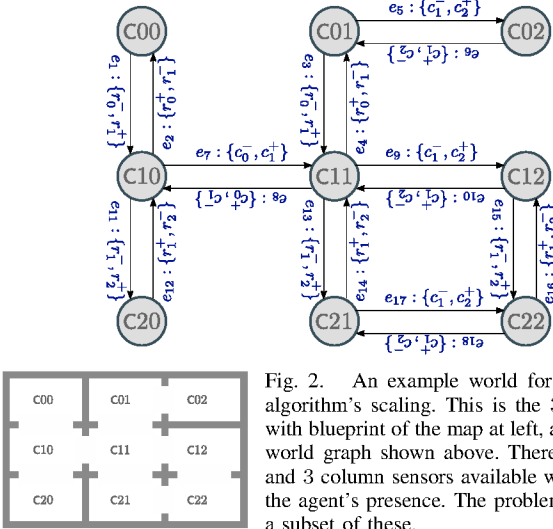 C00 C01 C02
e₅ : {c₁⁻, c₂⁺}
e₆ : {c₁⁺, c₂⁻}
e₁ : {r₀⁻, r₁⁺}
e₂ : {r₀⁺, r₁⁻}
e₃ : {r₀⁻, r₁⁺}
e₄ : {r₀⁺, r₁⁻}
C10 C11 C12
e₇ : {c₀⁻, c₁⁺}
e₈ : {c₀⁺, c₁⁻}
e₉ : {c₁⁻, c₂⁺}
e₁₀ : {c₁⁺, c₂⁻}
e₁₁ : {r₁⁻, r₂⁺}
e₁₂ : {r₁⁺, r₂⁻}
e₁₃ : {r₁⁻, r₂⁺}
e₁₄ : {r₁⁺, r₂⁻}
e₁₅ : {r₁⁻, r₂⁺}
C20 C21 C22
e₁₇ : {c₁⁻, c₂⁺}
e₁₈ : {c₁⁺, c₂⁻}
C00 C01 C02
C10 C11 C12
C20 C21 C22
Fig. 2. An example world for
algorithm's scaling. This is the 3
with blueprint of the map at left,
world graph shown above. There
and 3 column sensors available
the agent's presence. The problem
a subset of these.